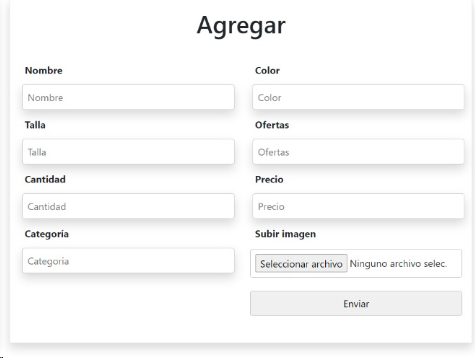 Agregar
Nombre Color
Nombre Color
Talla Ofertas
Talla Ofertas
Cantidad Precio
Cantidad Precio
Categoría Subir imagen
Categoria Seleccionar archivo Ninguno archivo selec.
Enviar